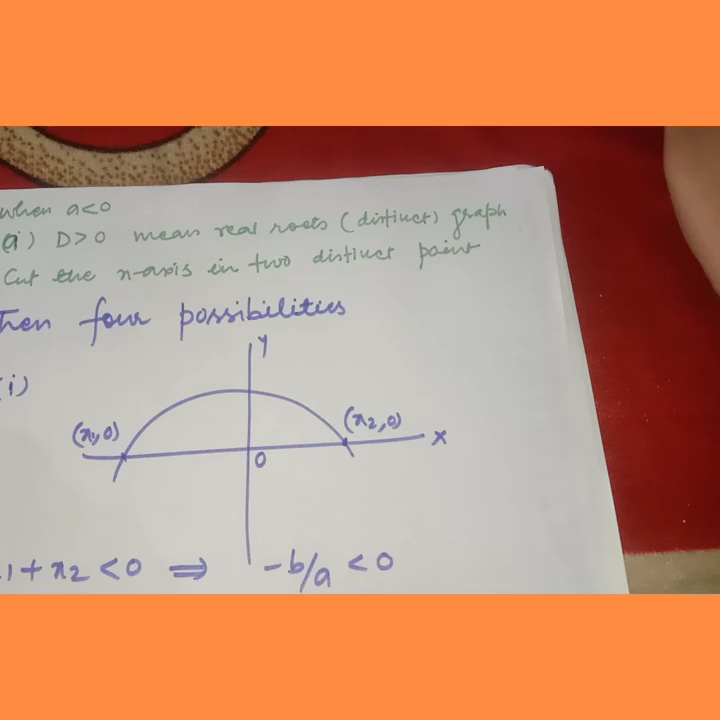 when a<0
(i) D>0 mean real roots (distinct) graph
Cut the x-axis in two distinct point
Then four possibilities
(i)
y
(x1,0) (x2,0)
x
O
x1+x2 <0 ⇒ -b/a <0